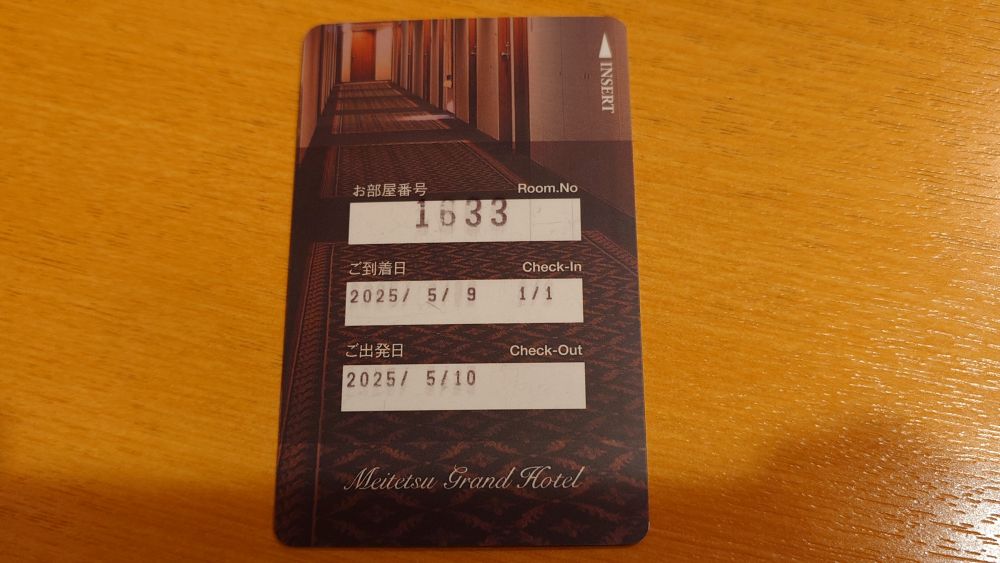 INSERT
お部屋番号 Room.No
1633
ご到着日 Check-In
2025/ 5/ 9 1/1
ご出発日 Check-Out
2025/ 5/10
Meitetsu Grand Hotel